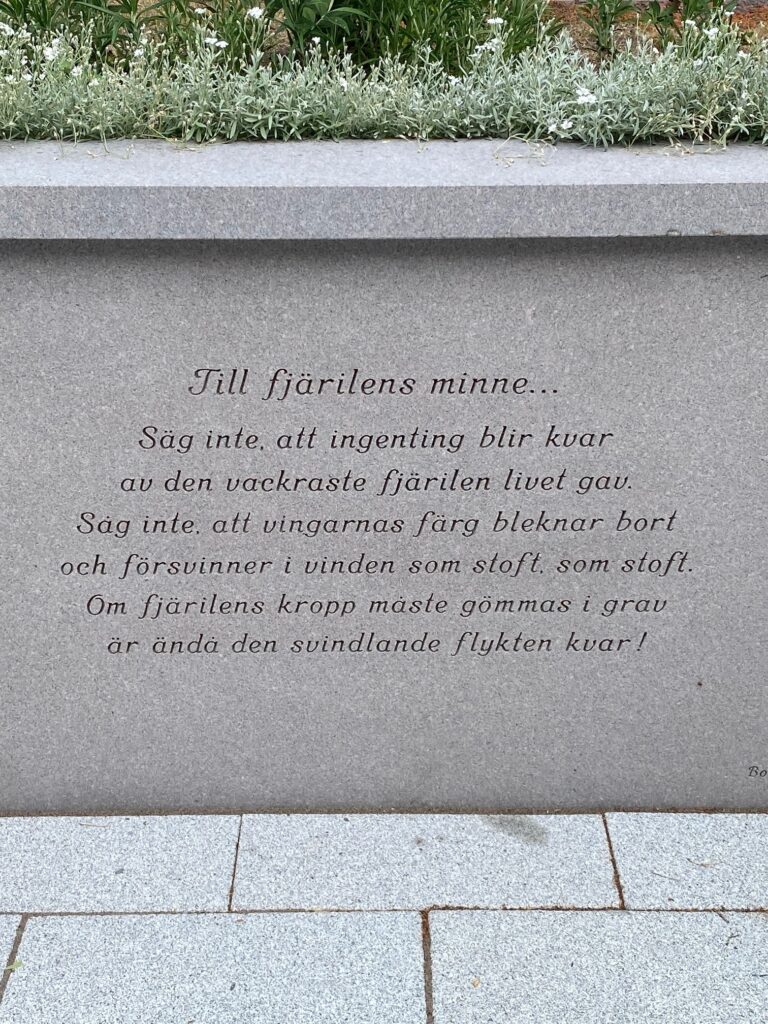 Till fjärilens minne...
Säg inte, att ingenting blir kvar
av den vackraste fjärilen livet gav.
Säg inte, att vingarnas färg bleknar bort
och försvinner i vinden som stoft, som stoft.
Om fjärilens kropp måste gömmas i grav
är ändå den svindlande flykten kvar!
Bo